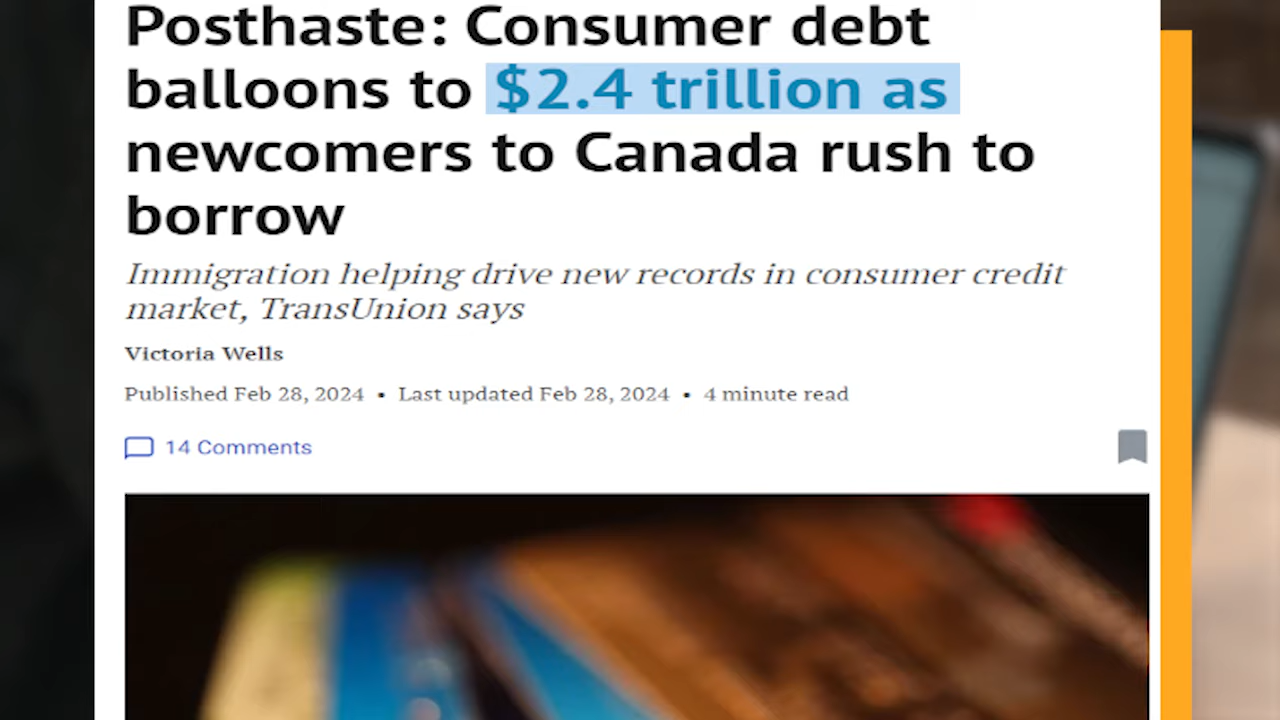 Posthaste: Consumer debt
balloons to $2.4 trillion as
newcomers to Canada rush to
borrow
Immigration helping drive new records in consumer credit
market, TransUnion says
Victoria Wells
Published Feb 28, 2024 • Last updated Feb 28, 2024 • 4 minute read
14 Comments